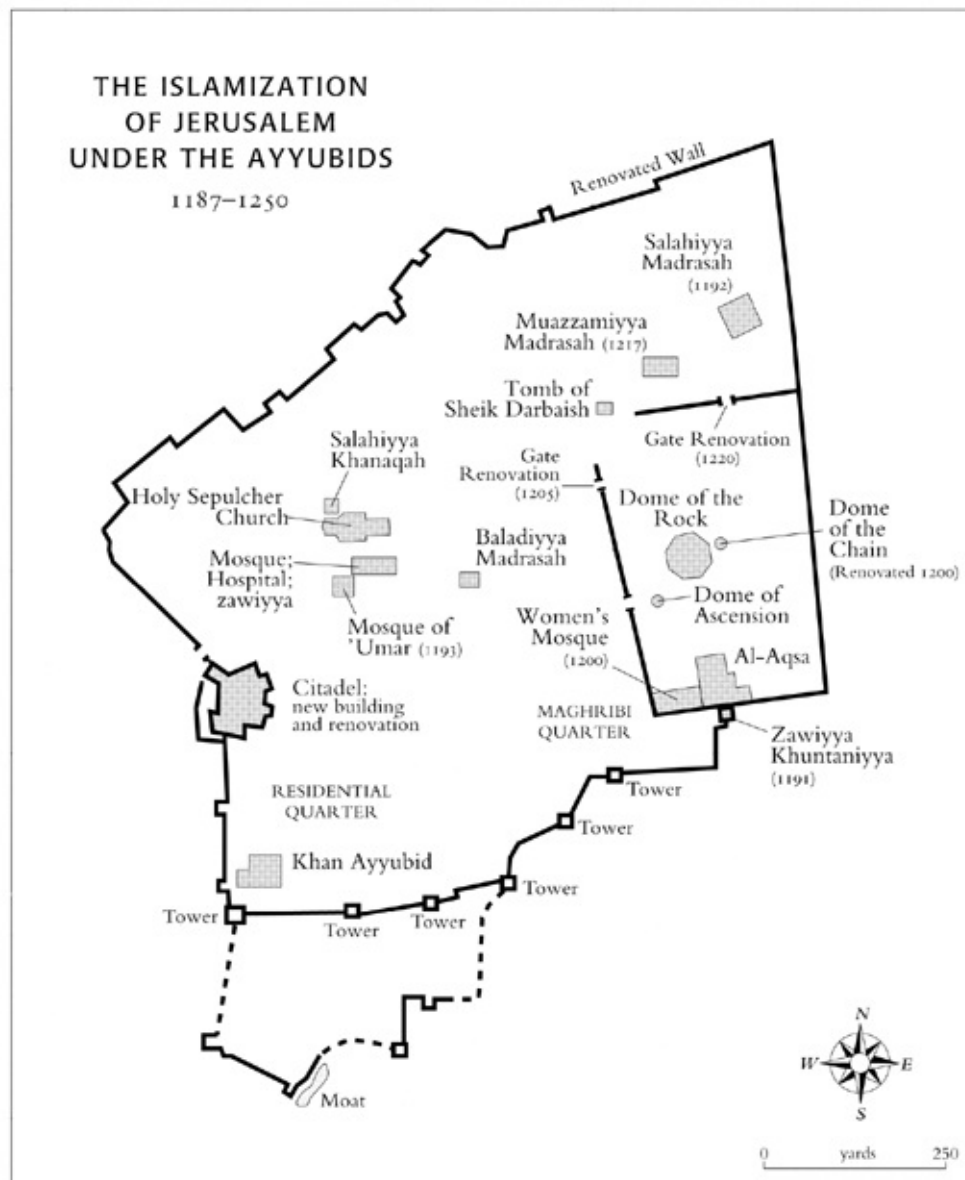 THE ISLAMIZATION
OF JERUSALEM
UNDER THE AYYUBIDS
1187–1250
Renovated Wall
Salahiyya
Madrasah
(1192)
Muazzamiyya
Madrasah (1217)
Tomb of
Sheik Darbaish
Gate Renovation
(1220)
Salahiyya
Khanaqah
Gate
Renovation
(1205)
Holy Sepulcher
Church
Dome of the
Rock
Dome
of the
Chain
(Renovated 1200)
Baladiyya
Madrasah
Mosque;
Hospital;
zawiyya
Dome of
Ascension
Mosque of
'Umar (1193)
Women's
Mosque
(1200)
Al-Aqsa
Citadel:
new building
and renovation
MAGHRIBI
QUARTER
Zawiyya
Khuntaniyya
(1191)
RESIDENTIAL
QUARTER
Tower
Tower
Khan Ayyubid
Tower
Tower
Tower
Tower
Moat
N
W
E
S
0 yards 250